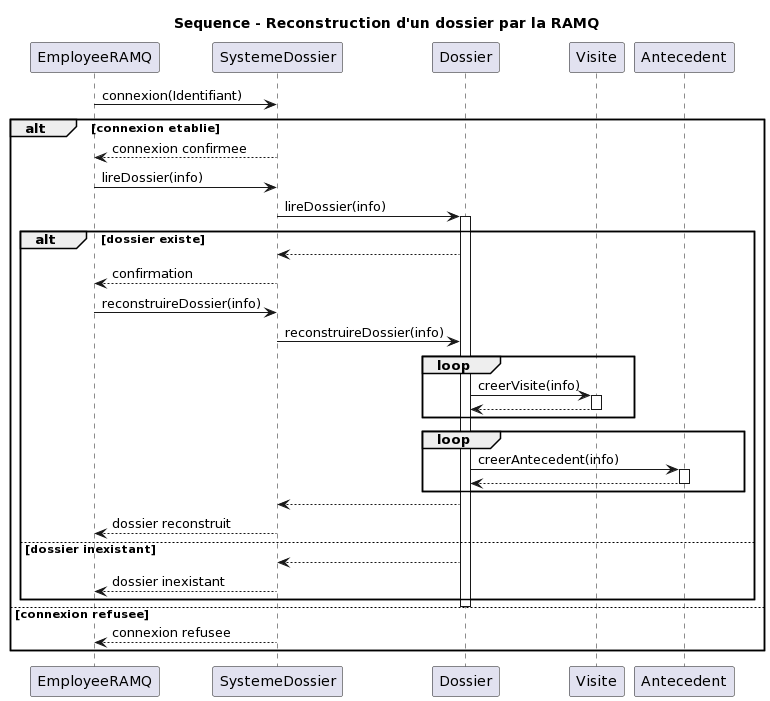 Sequence - Reconstruction d'un dossier par la RAMQ
EmployeeRAMQ SystemeDossier Dossier Visite Antecedent
connexion(Identifiant)
alt [connexion etablie]
connexion confirmee
lireDossier(info)
lireDossier(info)
alt [dossier existe]
confirmation
reconstruireDossier(info)
reconstruireDossier(info)
loop
creerVisite(info)
loop
creerAntecedent(info)
dossier reconstruit
[dossier inexistant]
dossier inexistant
[connexion refusee]
connexion refusee
EmployeeRAMQ SystemeDossier Dossier Visite Antecedent